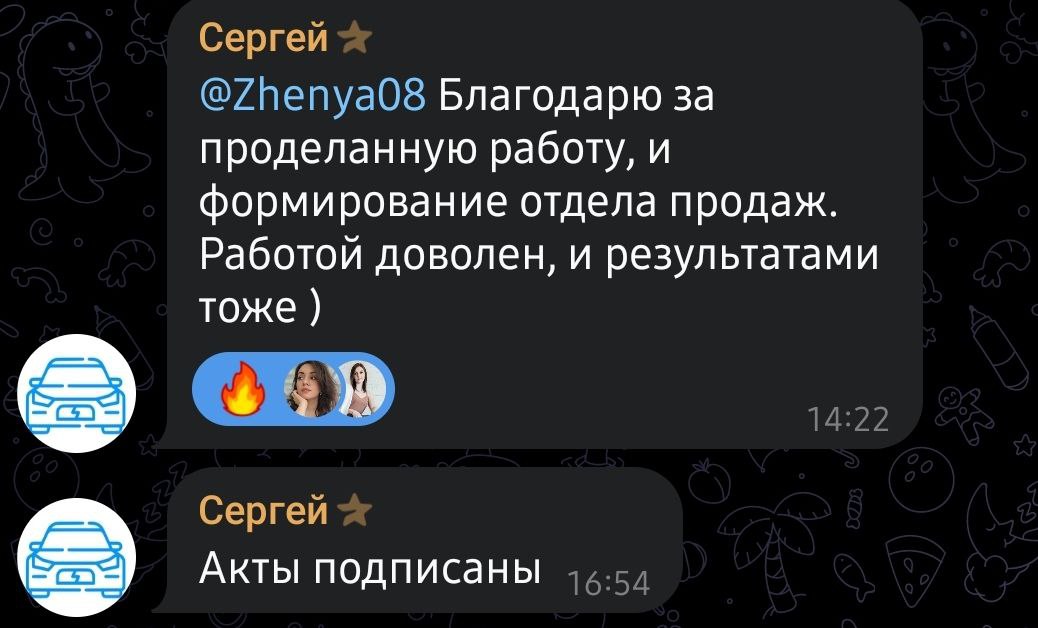 Сергей
@Zhenya08 Благодарю за
проделанную работу, и
формирование отдела продаж.
Работой доволен, и результатами
тоже )
14:22
Сергей
Акты подписаны
16:54